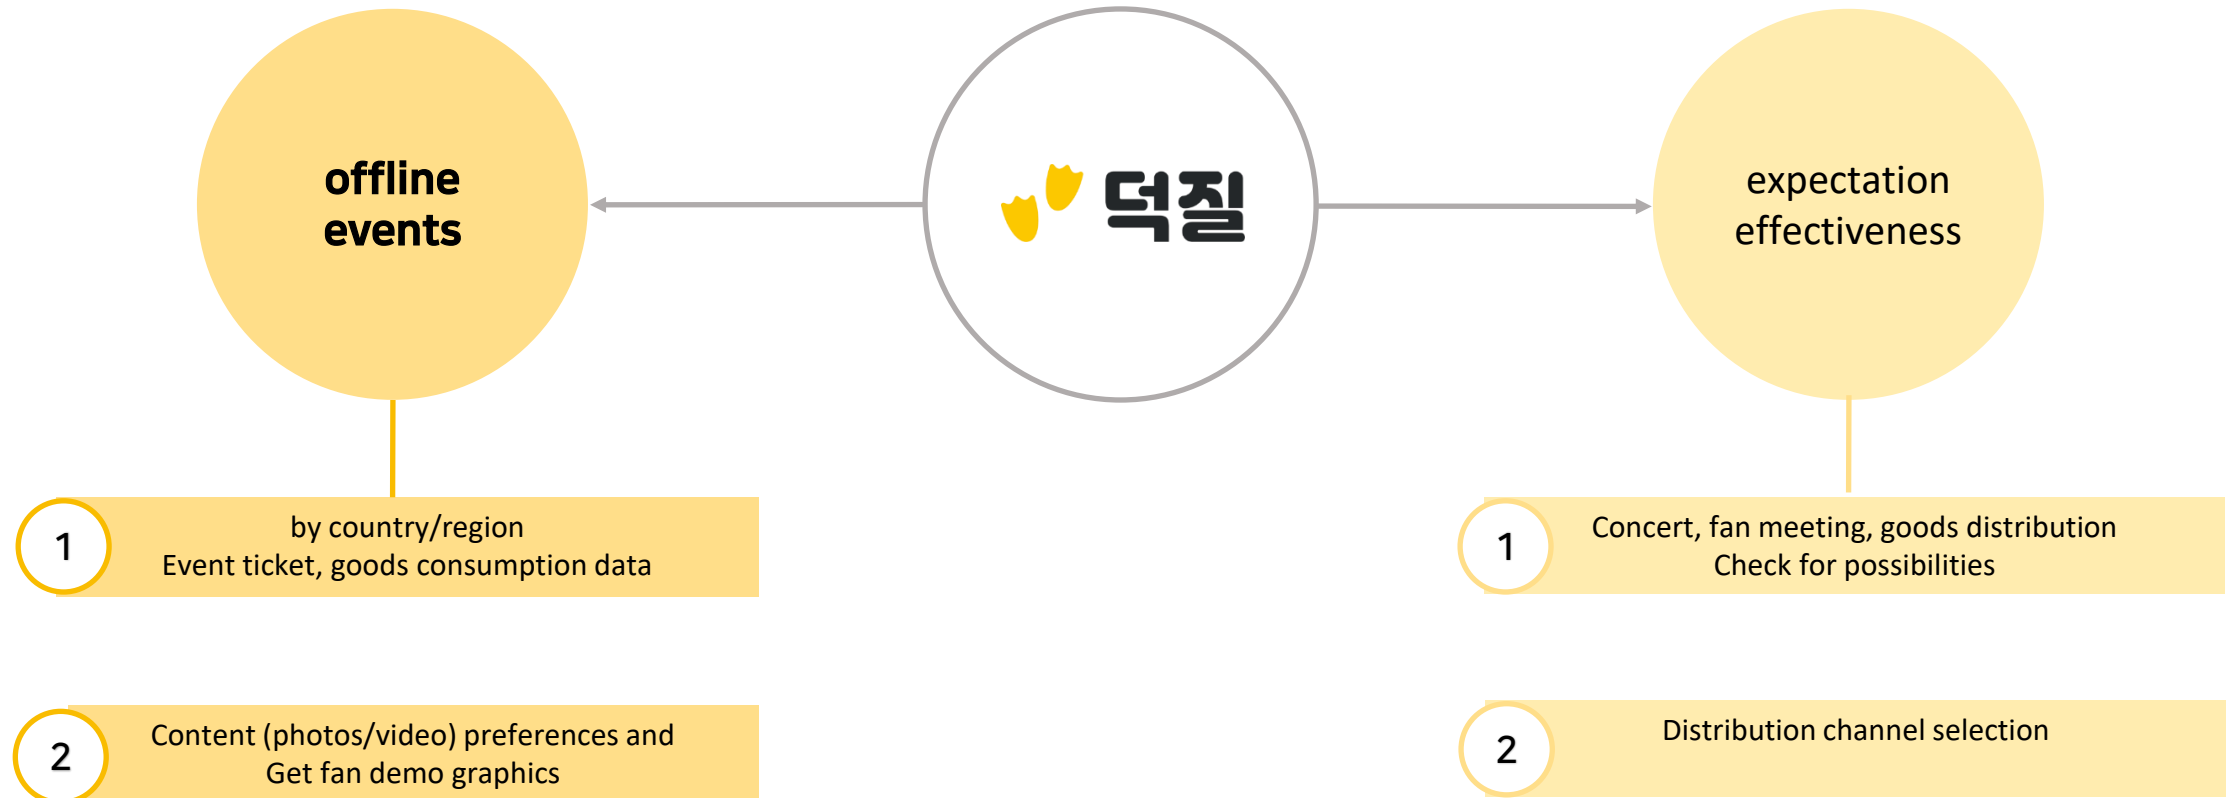 offline
events
덕질
expectation
effectiveness
1
by country/region
Event ticket, goods consumption data
2
Content (photos/video) preferences and
Get fan demo graphics
1
Concert, fan meeting, goods distribution
Check for possibilities
2
Distribution channel selection